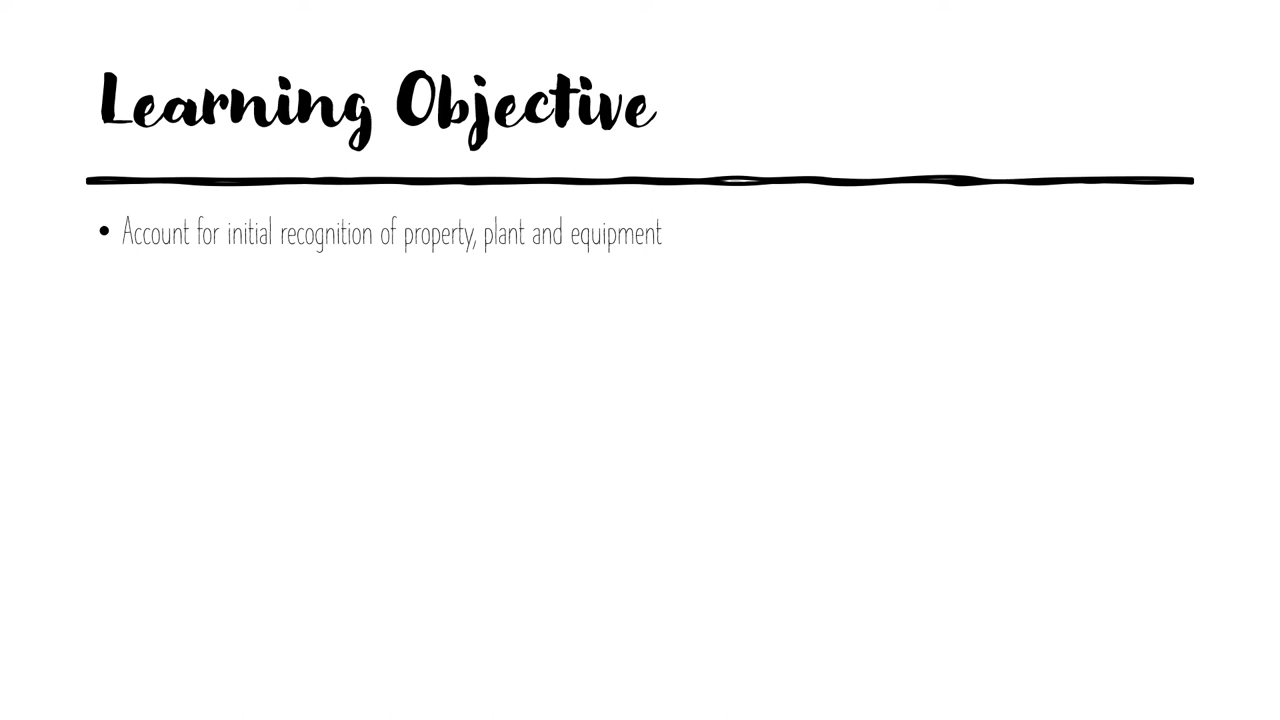 Learning Objective
• Account for initial recognition of property, plant and equipment